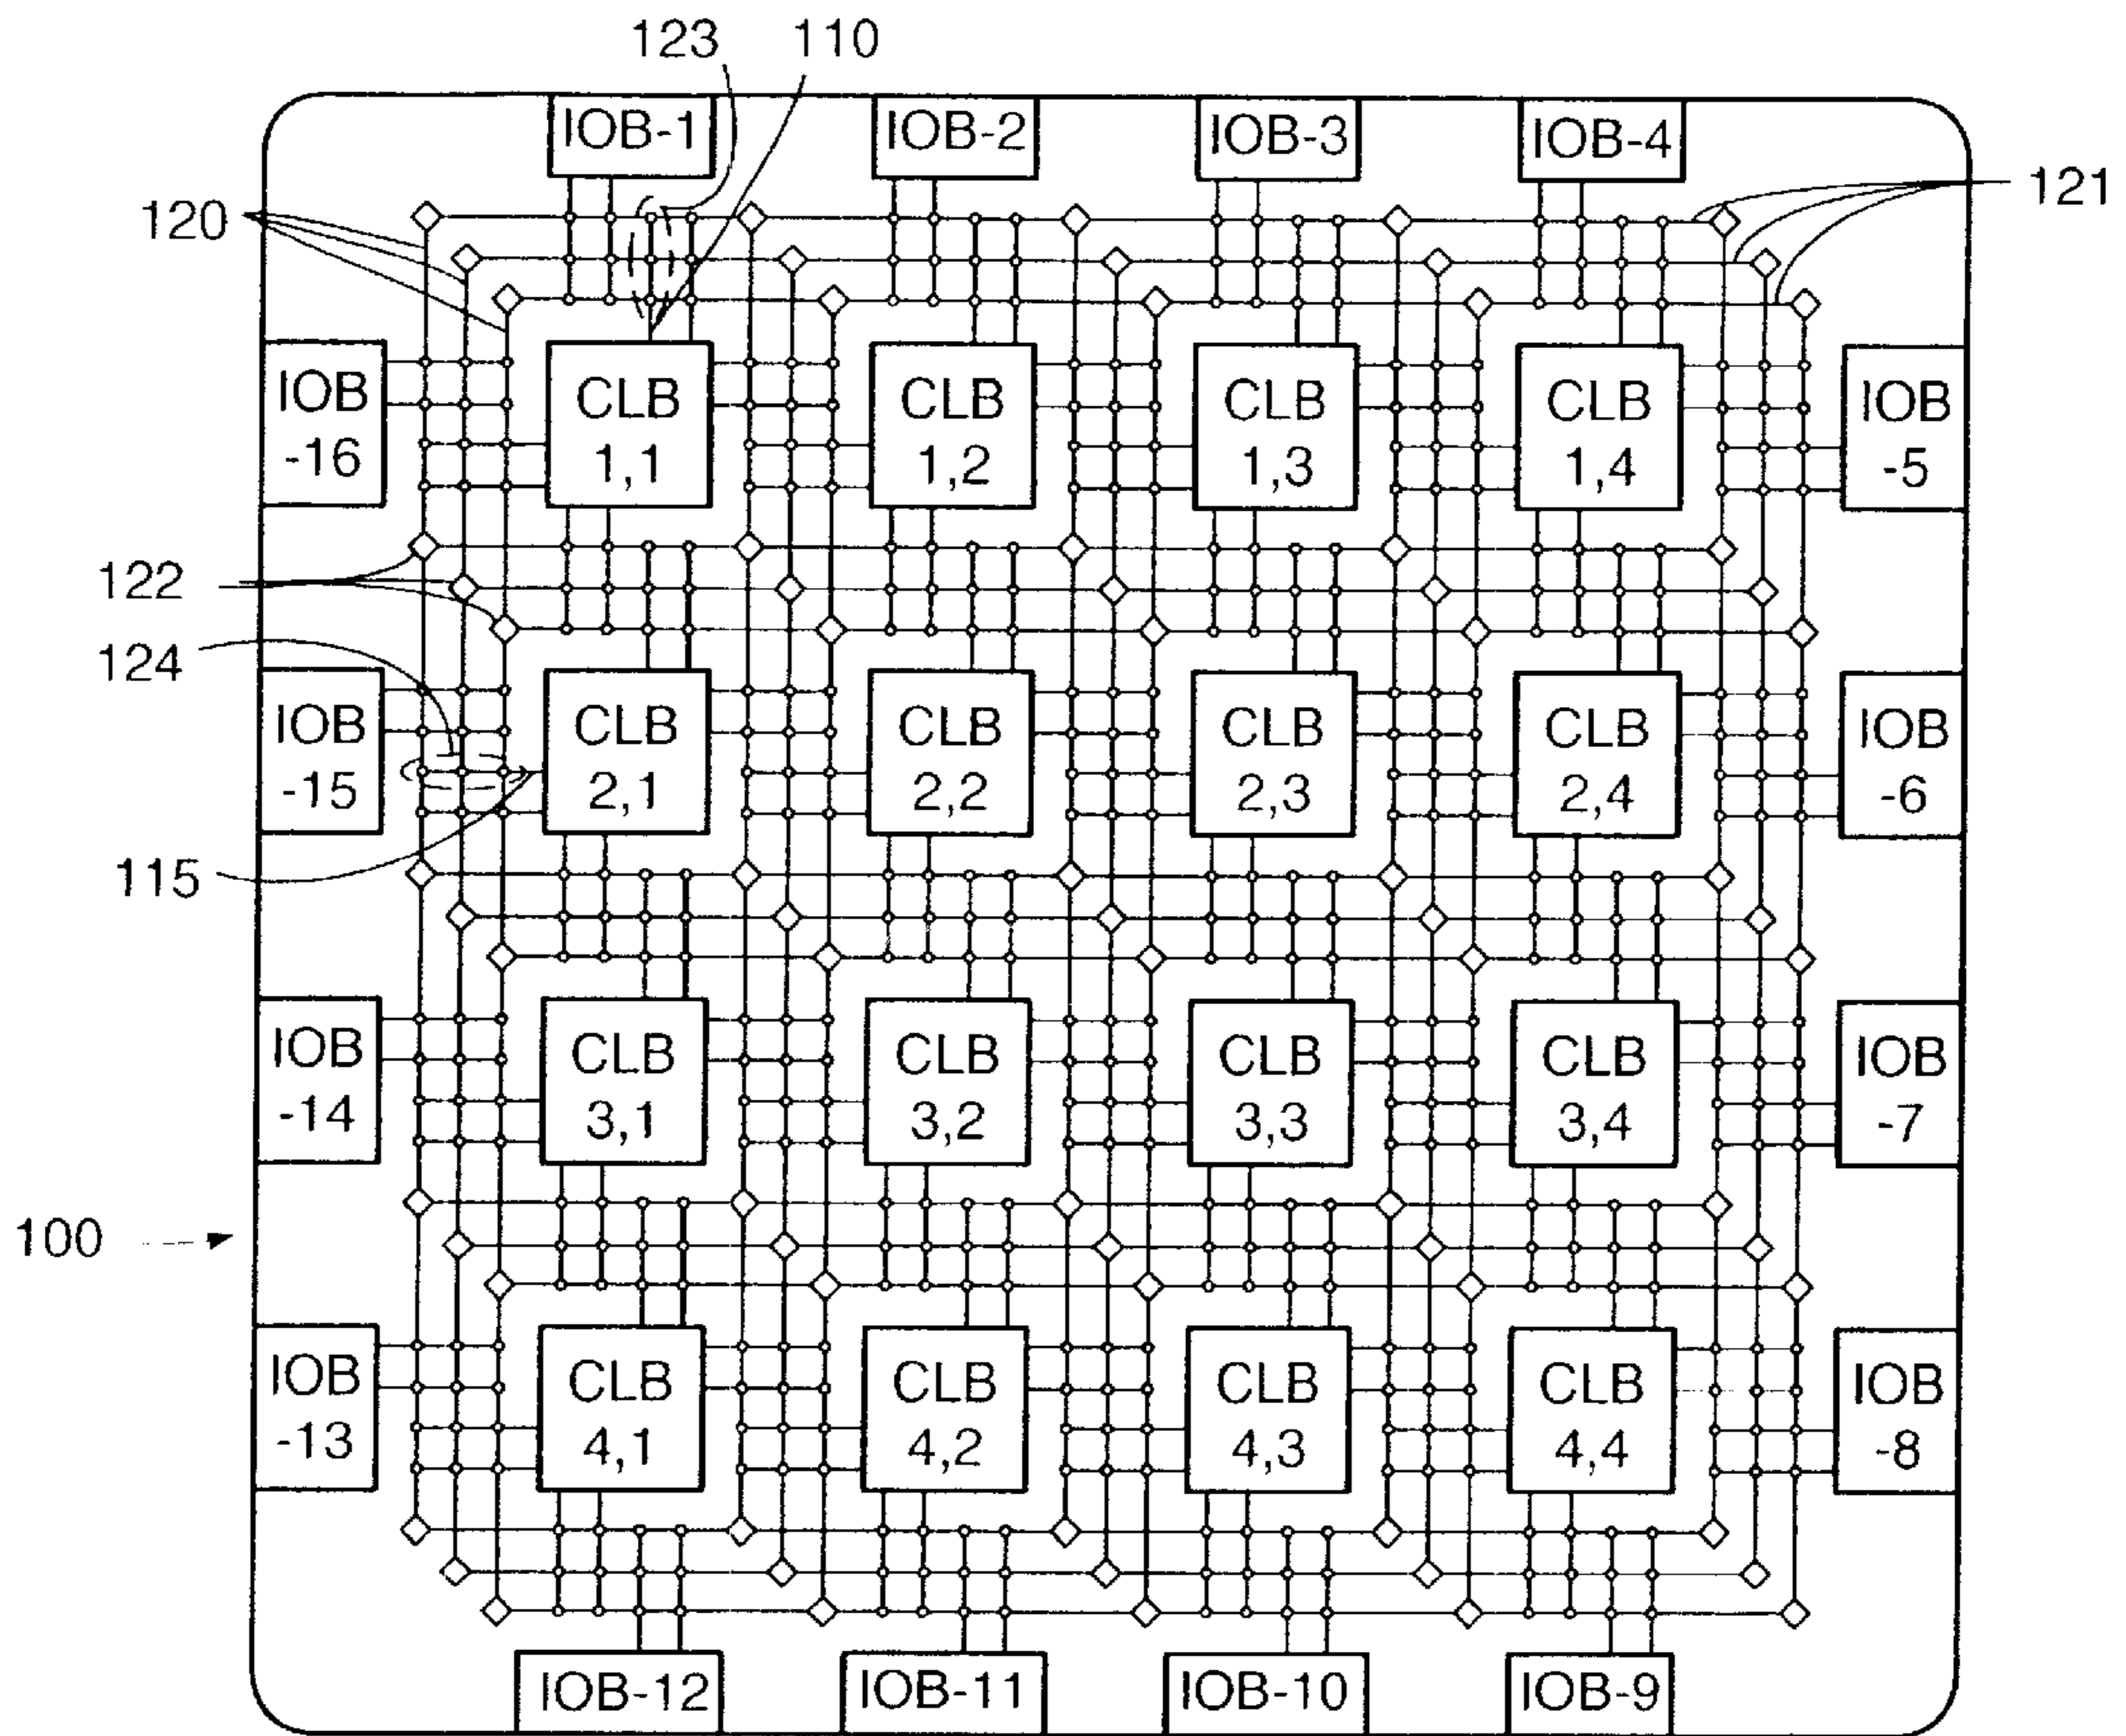 123 110
IOB-1 IOB-2 IOB-3 IOB-4
120 121
IOB
-16
CLB
1,1
CLB
1,2
CLB
1,3
CLB
1,4
IOB
-5
122
124
IOB
-15
CLB
2,1
CLB
2,2
CLB
2,3
CLB
2,4
IOB
-6
115
IOB
-14
CLB
3,1
CLB
3,2
CLB
3,3
CLB
3,4
IOB
-7
100
IOB
-13
CLB
4,1
CLB
4,2
CLB
4,3
CLB
4,4
IOB
-8
IOB-12 IOB-11 IOB-10 IOB-9